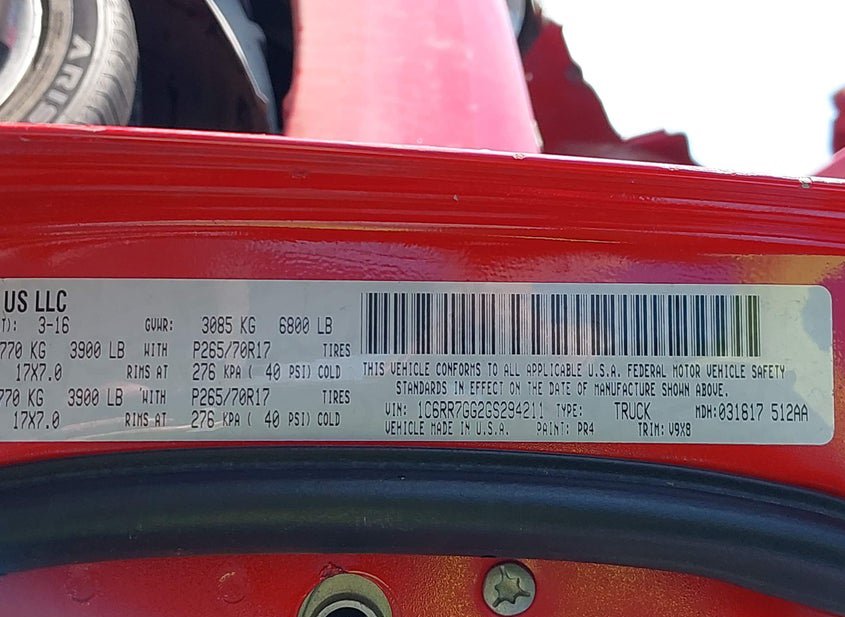 ARIS
US LLC
T): 3-16 GVWR: 3085 KG 6800 LB
770 KG 3900 LB WITH P265/70R17 TIRES
17X7.0 RIMS AT 276 KPA ( 40 PSI) COLD
770 KG 3900 LB WITH P265/70R17 TIRES
17X7.0 RIMS AT 276 KPA ( 40 PSI) COLD
THIS VEHICLE CONFORMS TO ALL APPLICABLE U.S.A. FEDERAL MOTOR VEHICLE SAFETY
STANDARDS IN EFFECT ON THE DATE OF MANUFACTURE SHOWN ABOVE.
VIN: 1C6RR7GG2GS294211 TYPE: TRUCK MDH:031617 512AA
VEHICLE MADE IN U.S.A. PAINT: PR4 TRIM: V9X8